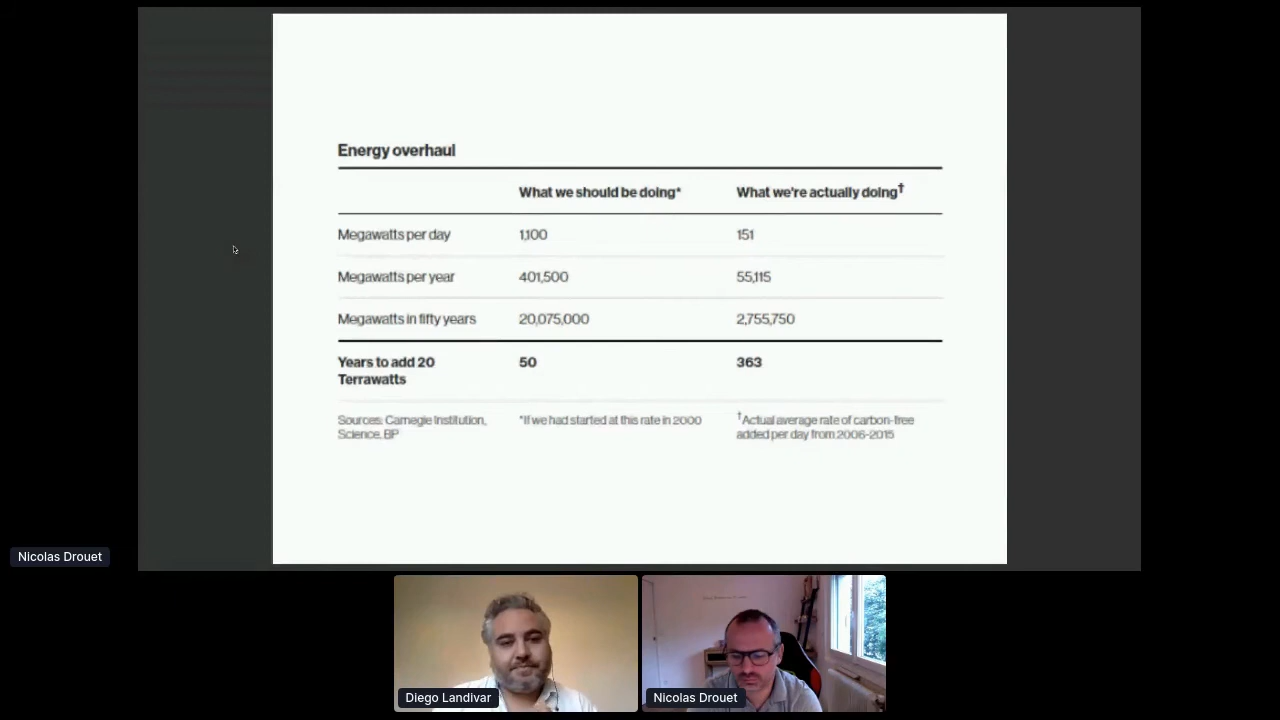 Energy overhaul
What we should be doing* What we're actually doing†
Megawatts per day 1,100 151
Megawatts per year 401,500 55,115
Megawatts in fifty years 20,075,000 2,755,750
Years to add 20 50 363
Terrawatts
Sources: Carnegie Institution, *If we had started at this rate in 2000 †Actual average rate of carbon-free
Science, BP added per day from 2006-2015
Nicolas Drouet
Diego Landivar Nicolas Drouet